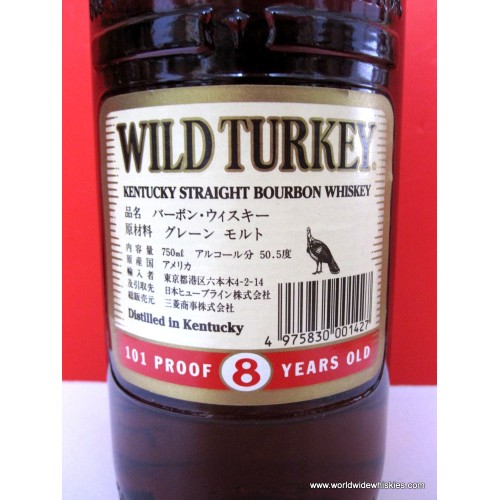 WILD TURKEY®
KENTUCKY STRAIGHT BOURBON WHISKEY
品名 バーボン・ウィスキー
原材料 グレーン モルト
内容量 750ml アルコール分 50.5度
原産国 アメリカ
輸入者 東京都港区六本木4-2-14
及引取先 日本ヒューブライン株式会社
総販売元 三菱商事株式会社
Distilled in Kentucky
4 975830 001427
101 PROOF 8 YEARS OLD
www.worldwidewhiskies.com